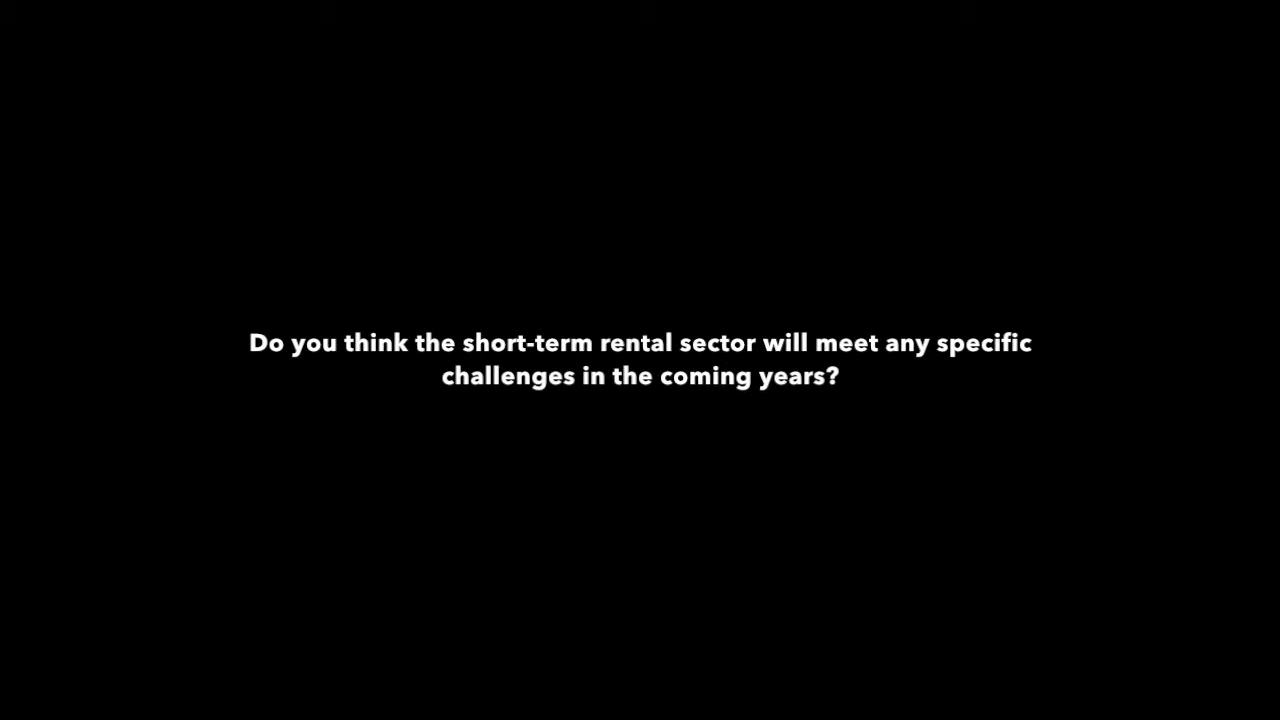 Do you think the short-term rental sector will meet any specific
challenges in the coming years?